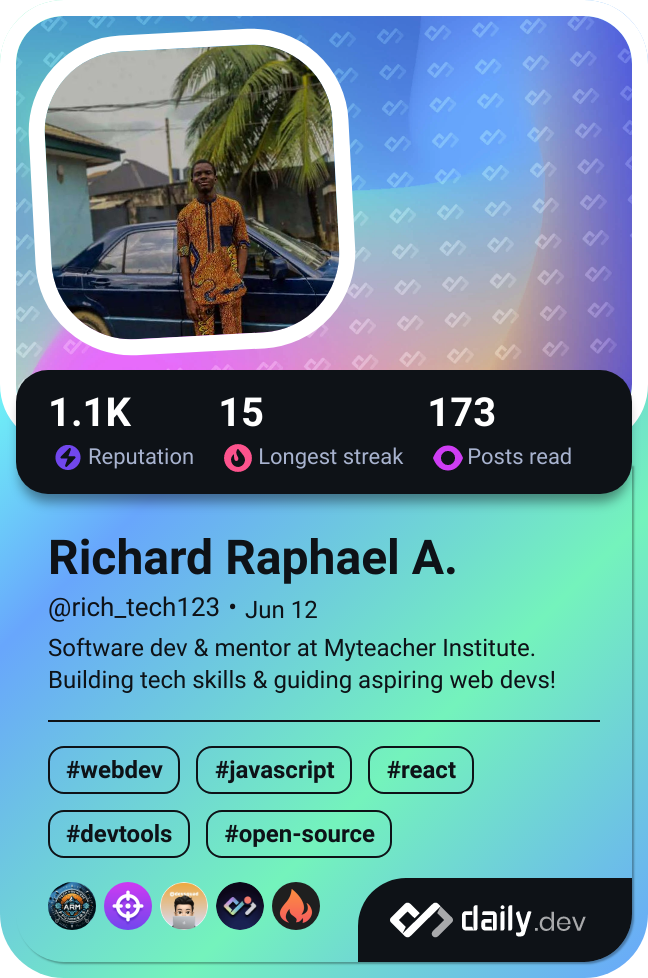 1.1K 15 173
Reputation Longest streak Posts read
Richard Raphael A.
@rich_tech123 • Jun 12
Software dev & mentor at Myteacher Institute.
Building tech skills & guiding aspiring web devs!
#webdev #javascript #react
#devtools #open-source
ARM
daily.dev